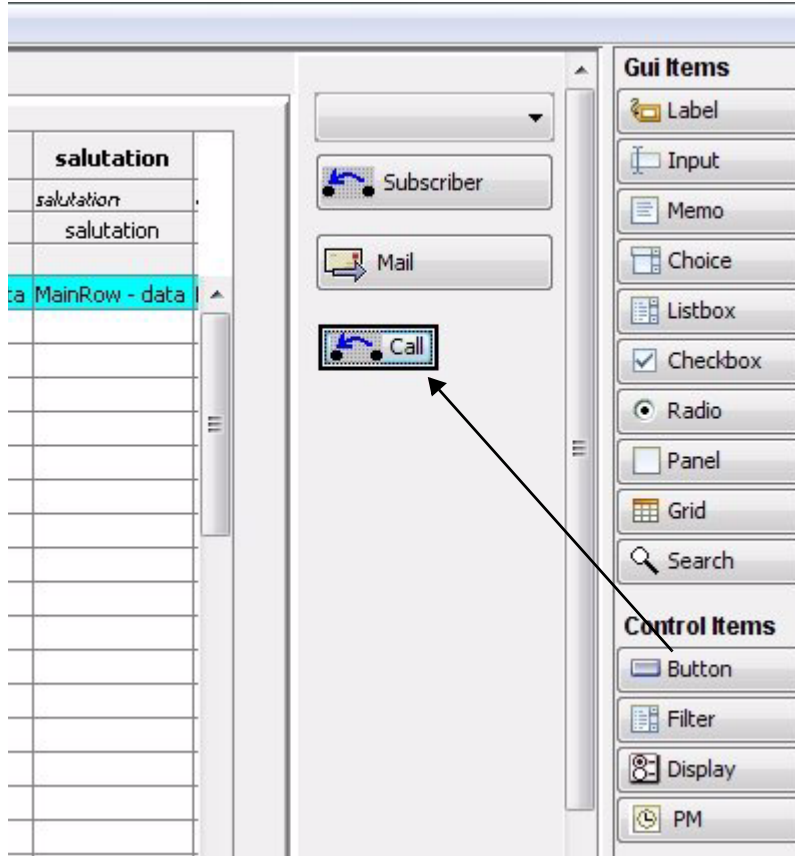 salutation
salutation
salutation
MainRow - data
Subscriber
Mail
Call
Gui Items
Label
Input
Memo
Choice
Listbox
Checkbox
Radio
Panel
Grid
Search
Control Items
Button
Filter
Display
PM